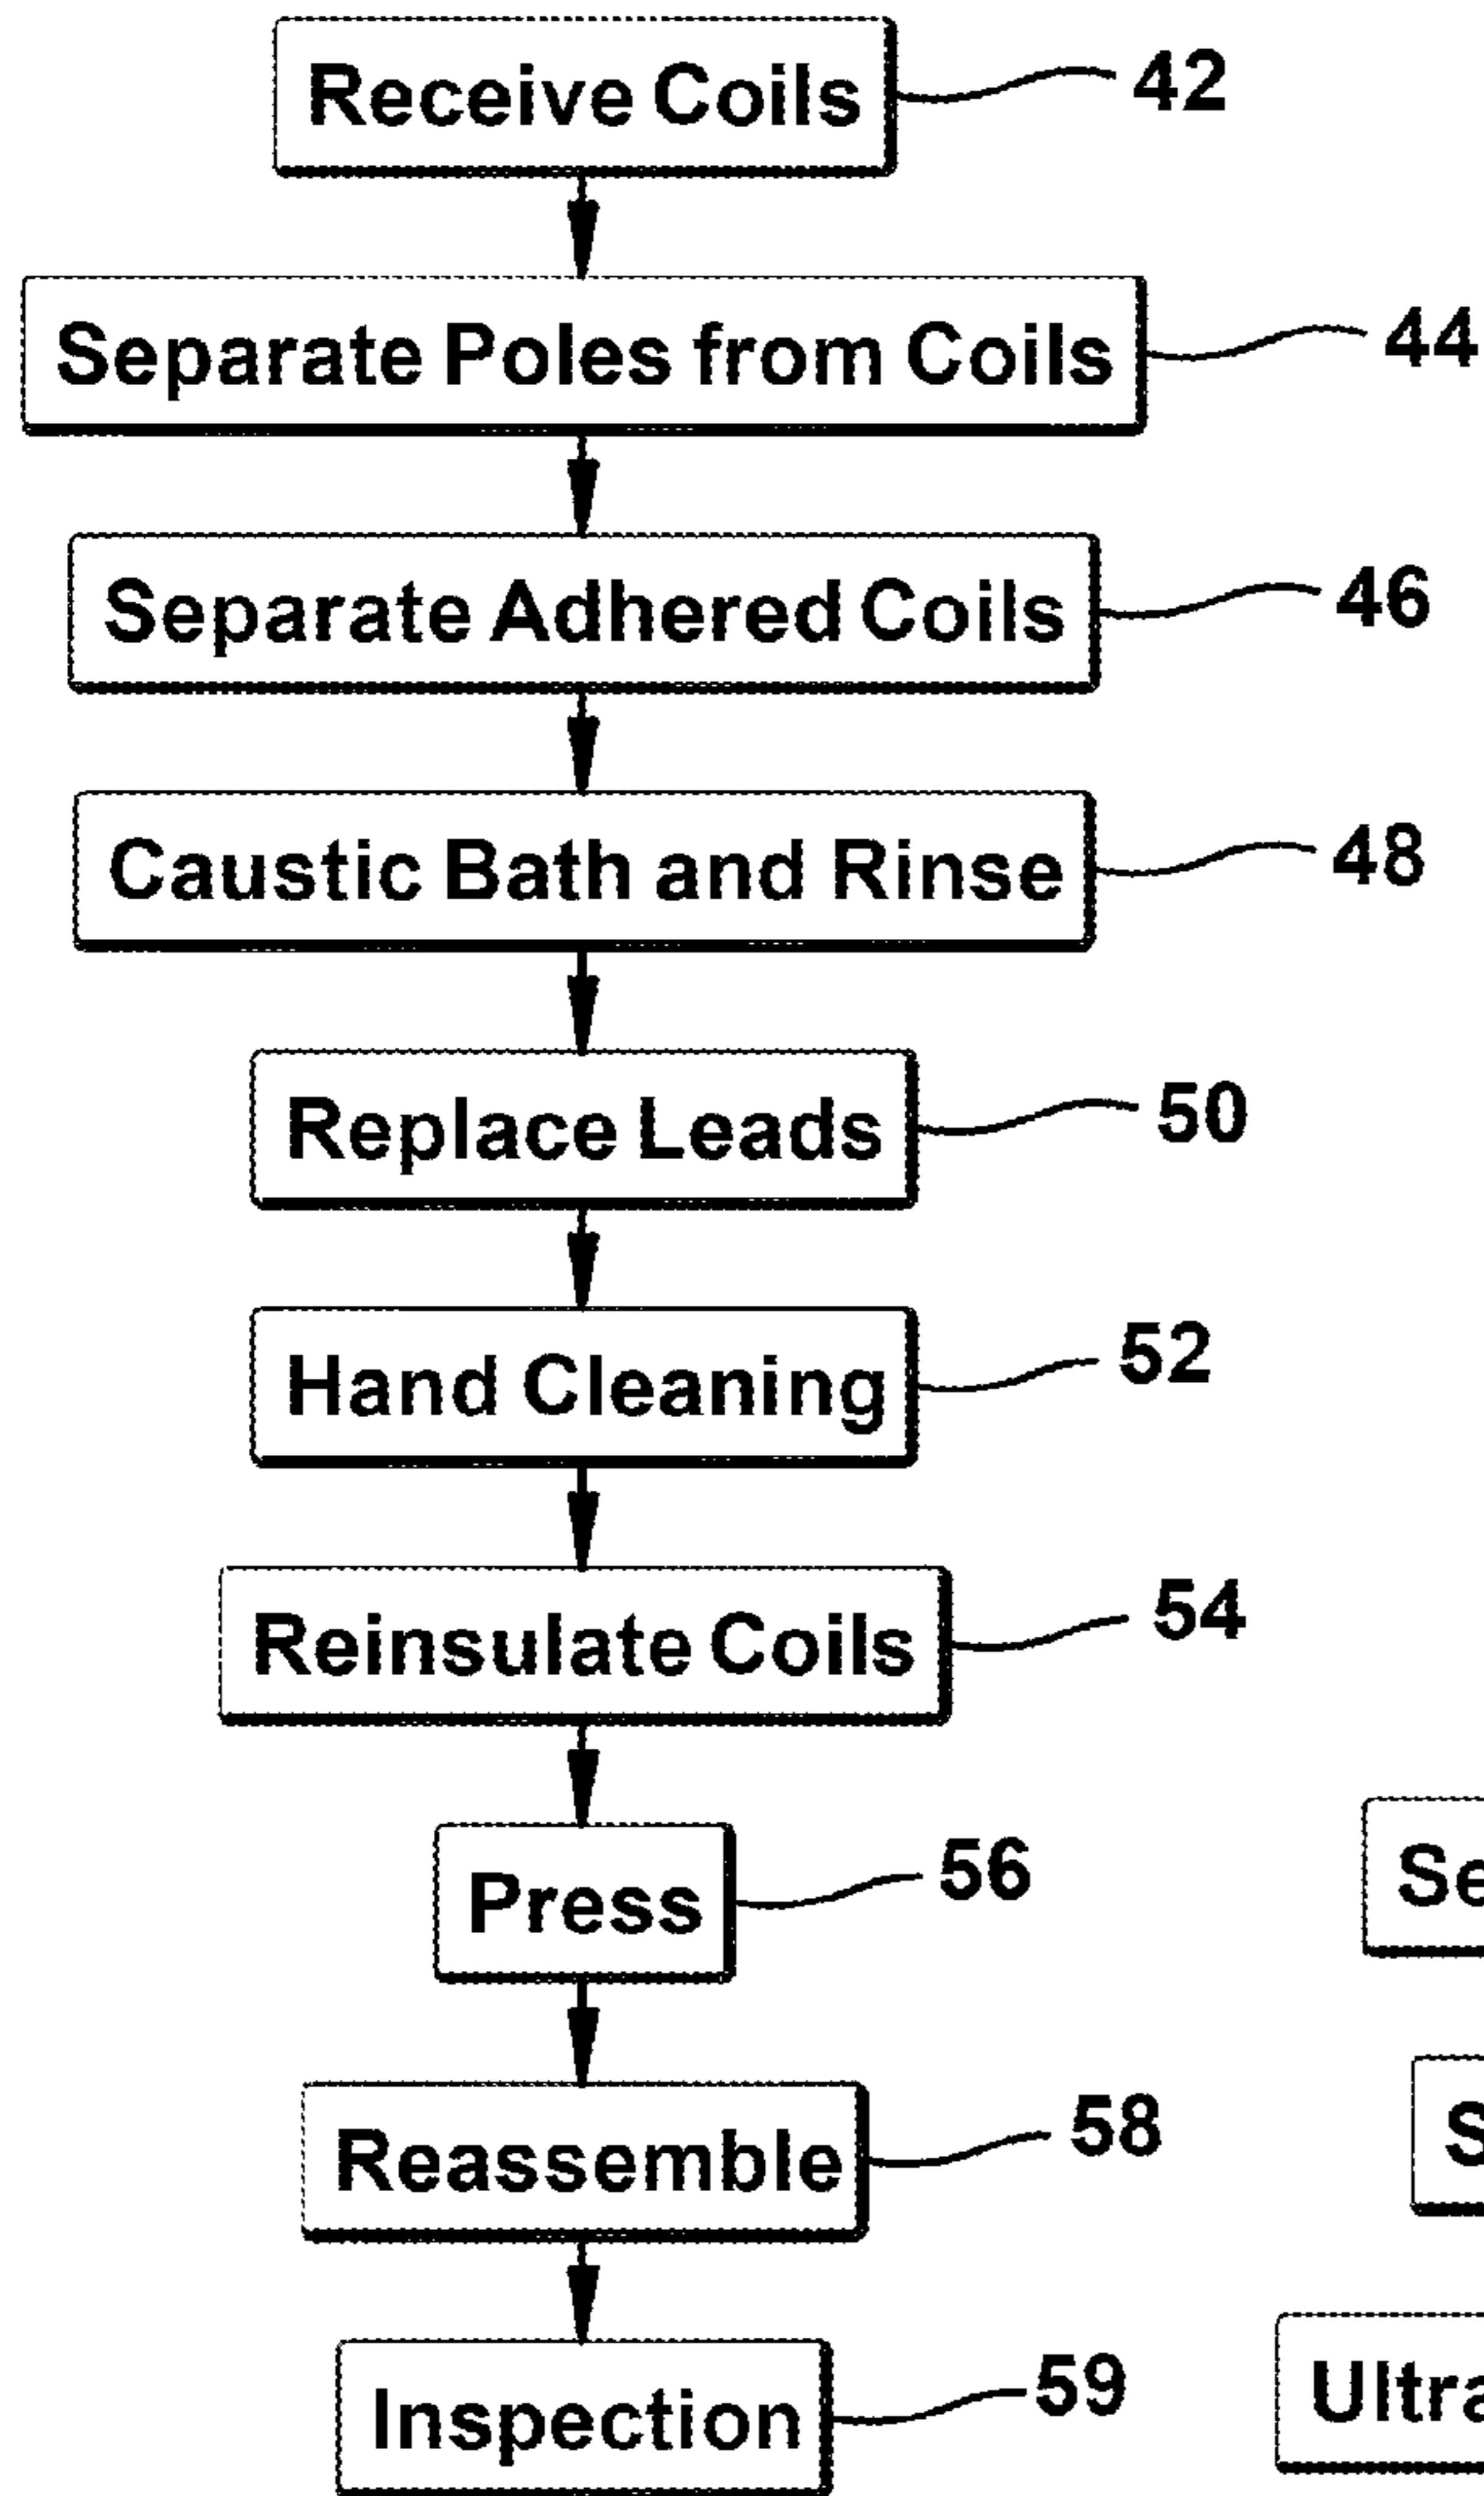 Receive Coils 42
Separate Poles from Coils 44
Separate Adhered Coils 46
Caustic Bath and Rinse 48
Replace Leads 50
Hand Cleaning 52
Reinsulate Coils 54
Press 56
Reassemble 58
Inspection 59